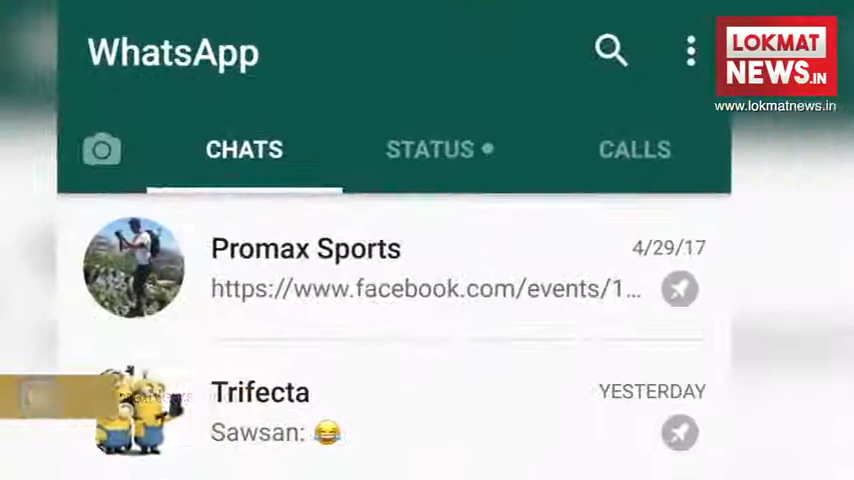 WhatsApp
LOKMAT
NEWS.IN
www.lokmatnews.in
CHATS
STATUS
CALLS
Promax Sports
4/29/17
https://www.facebook.com/events/1...
Trifecta
YESTERDAY
Sawsan: 😂